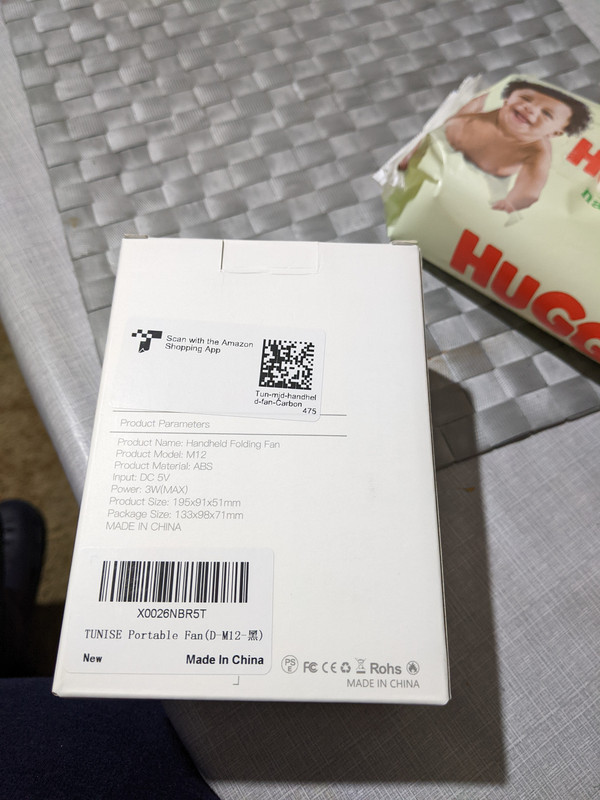 Scan with the Amazon
Shopping App
Tun-mjd-handhel
d-fan-Carbon
475
Product Parameters
Product Name: Handheld Folding Fan
Product Model: M12
Product Material: ABS
Input: DC 5V
Power: 3W(MAX)
Product Size: 195x91x51mm
Package Size: 133x98x71mm
MADE IN CHINA
X0026NBR5T
TUNISE Portable Fan(D-M12-黑)
New
Made In China
PS
E
FC CE Rohs
MADE IN CHINA
HUGG
H
n